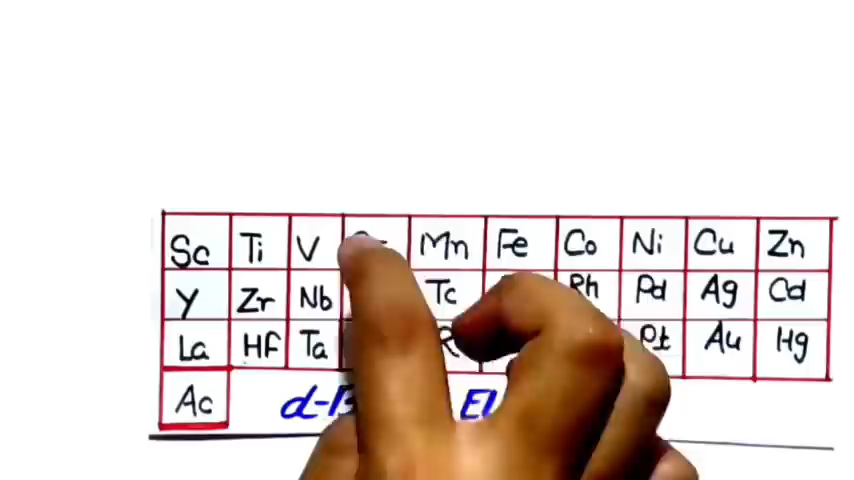 Sc Ti V Mn Fe Co Ni Cu Zn
Y Zr Nb Tc Rh Pd Ag Cd
La Hf Ta Pt Au Hg
Ac